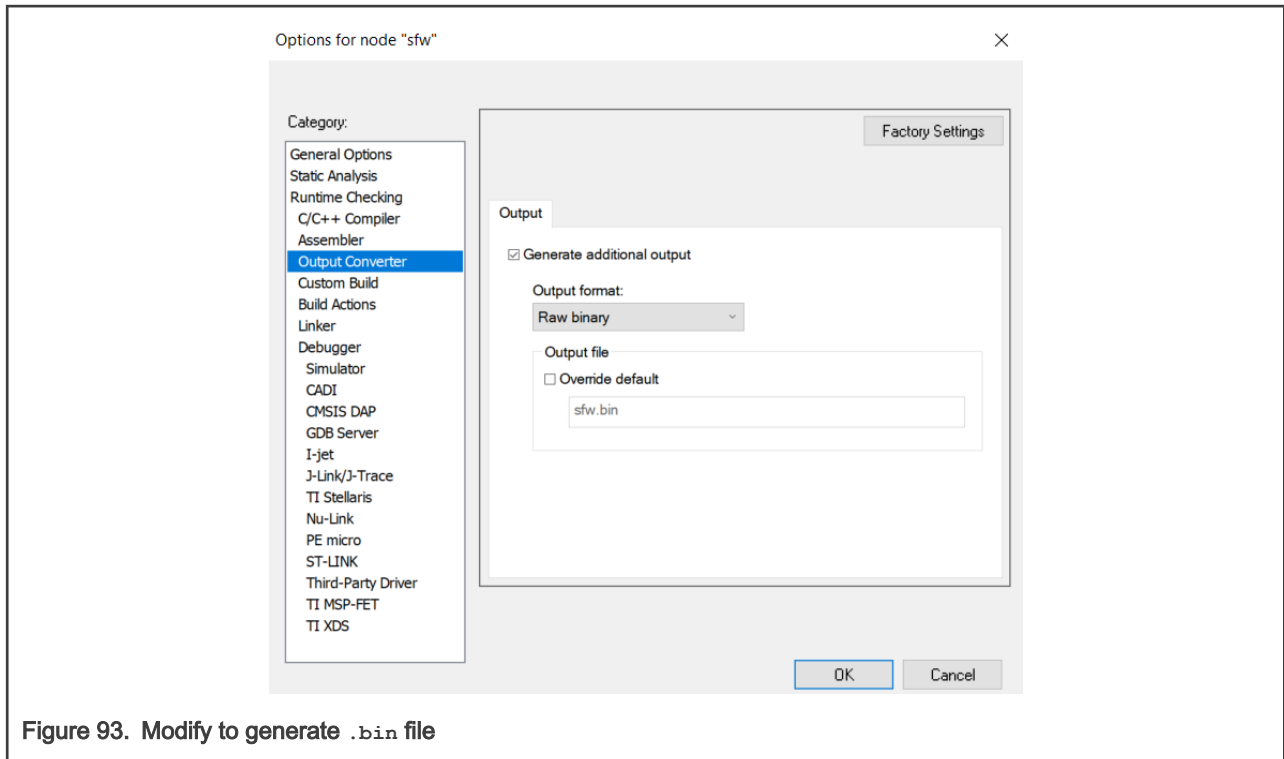 Options for node "sfw"
Category:
Factory Settings
General Options
Static Analysis
Runtime Checking
C/C++ Compiler
Assembler
Output Converter
Custom Build
Build Actions
Linker
Debugger
Simulator
CADI
CMSIS DAP
GDB Server
I-jet
J-Link/J-Trace
TI Stellaris
Nu-Link
PE micro
ST-LINK
Third-Party Driver
TI MSP-FET
TI XDS
Output
Generate additional output
Output format:
Raw binary
Output file
Override default
sfw.bin
OK
Cancel
Figure 93. Modify to generate .bin file